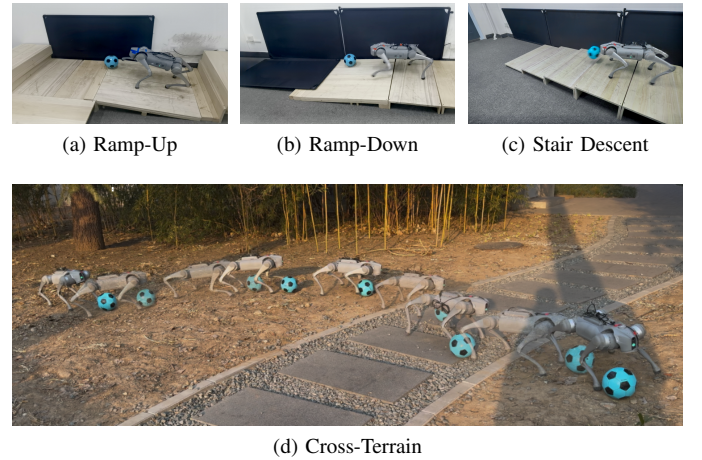 (a) Ramp-Up
(b) Ramp-Down
(c) Stair Descent
(d) Cross-Terrain